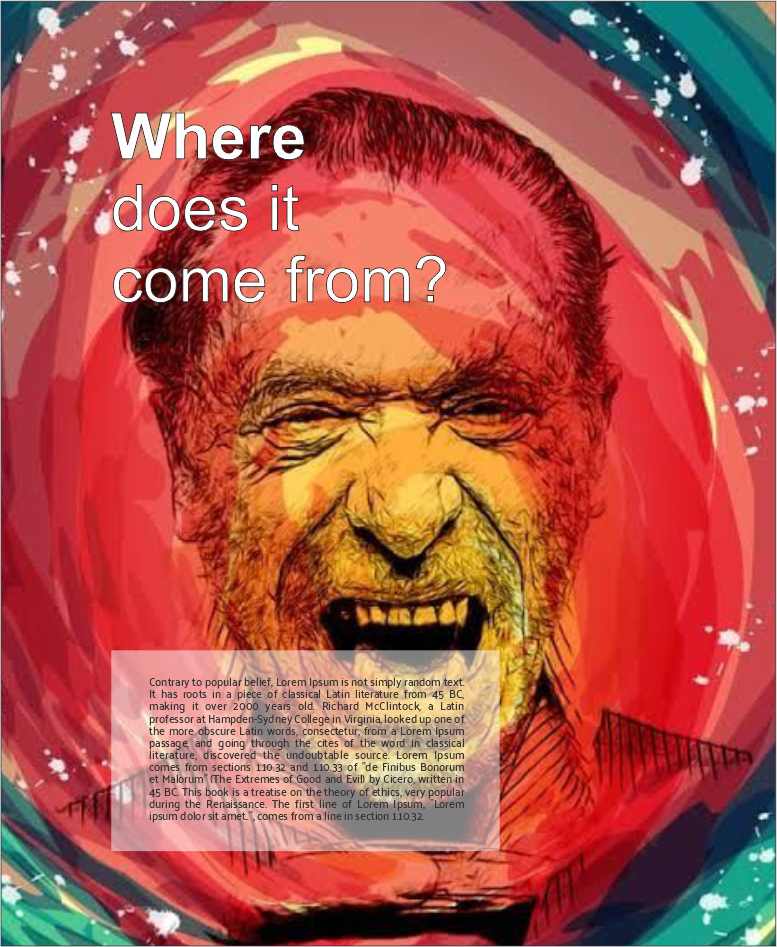 Where
does it
come from?
Contrary to popular belief, Lorem Ipsum is not simply random text.
It has roots in a piece of classical Latin literature from 45 BC,
making it over 2000 years old. Richard McClintock, a Latin
professor at Hampden-Sydney College in Virginia, looked up one of
the more obscure Latin words, consectetur, from a Lorem Ipsum
passage, and going through the cites of the word in classical
literature, discovered the undoubtable source. Lorem Ipsum
comes from sections 1.10.32 and 1.10.33 of "de Finibus Bonorum
et Malorum" (The Extremes of Good and Evil) by Cicero, written in
45 BC. This book is a treatise on the theory of ethics, very popular
during the Renaissance. The first line of Lorem Ipsum, "Lorem
ipsum dolor sit amet..", comes from a line in section 1.10.32.